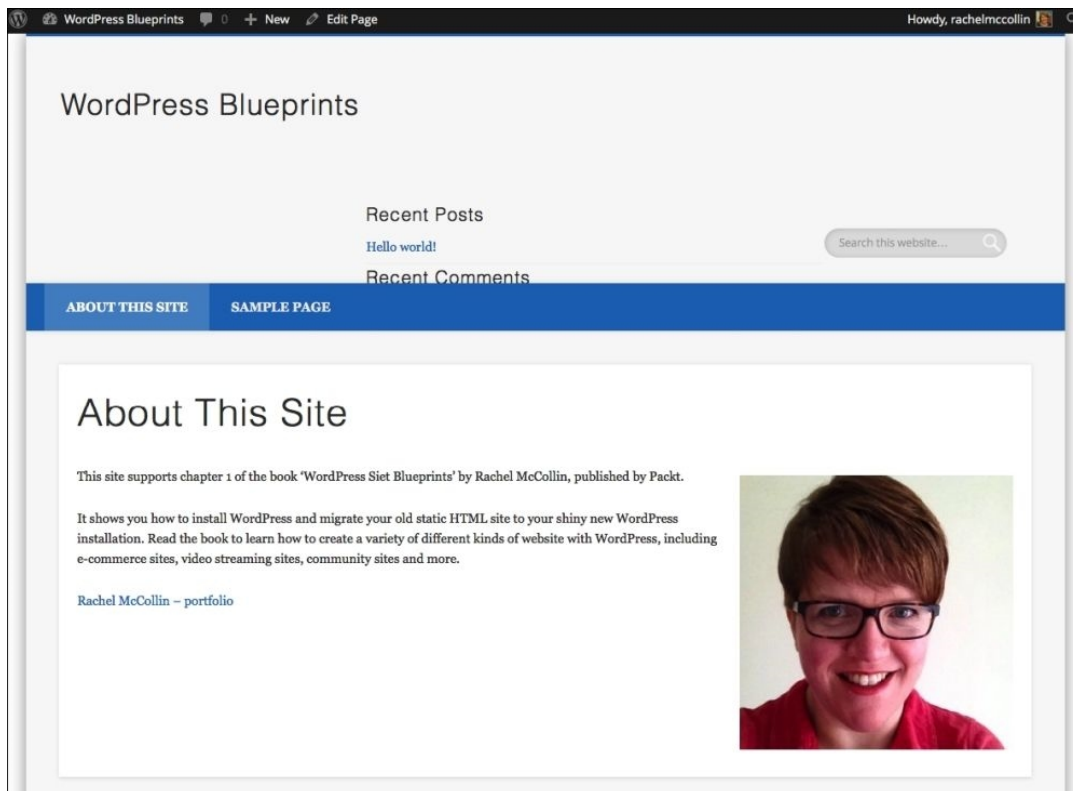 WordPress Blueprints 0 + New Edit Page Howdy, rachelmccollin
WordPress Blueprints
Recent Posts
Hello world!
Search this website...
Recent Comments
ABOUT THIS SITE SAMPLE PAGE
About This Site
This site supports chapter 1 of the book ‘WordPress Siet Blueprints’ by Rachel McCollin, published by Packt.
It shows you how to install WordPress and migrate your old static HTML site to your shiny new WordPress
installation. Read the book to learn how to create a variety of different kinds of website with WordPress, including
e-commerce sites, video streaming sites, community sites and more.
Rachel McCollin – portfolio